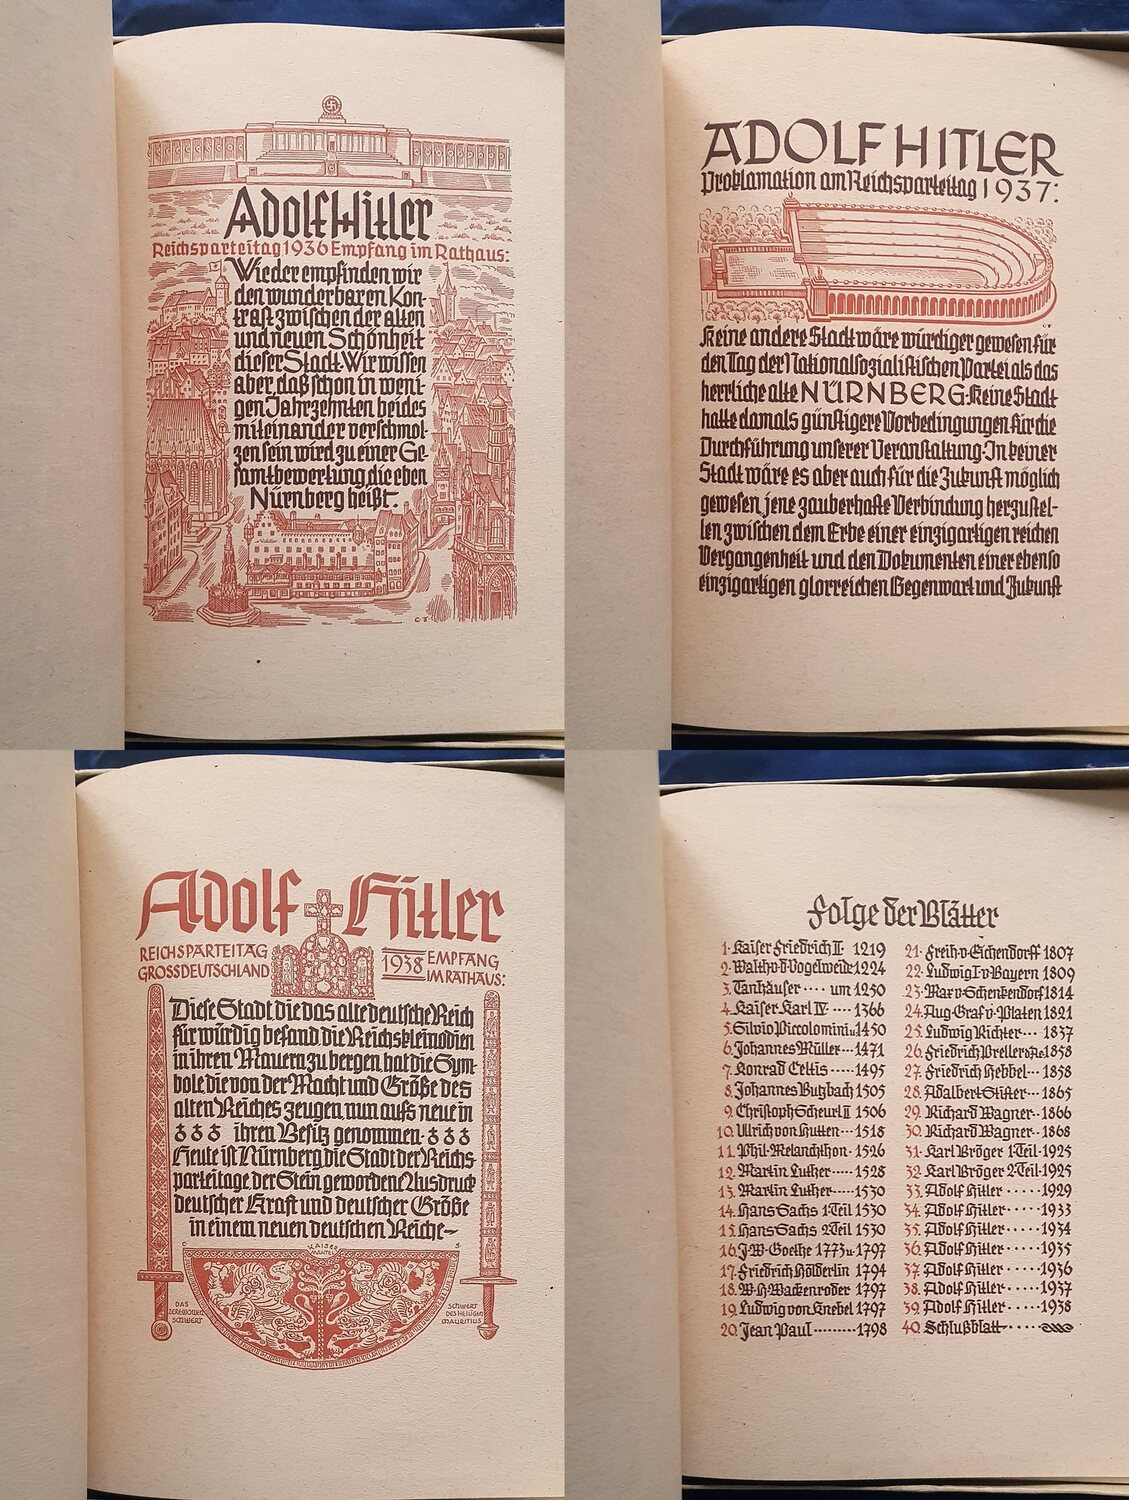 Adolf Hitler
Reichsparteitag 1936 Empfang im Rathaus:
Wieder empfinden wir
den wunderbaren Kon-
trast zwischen der alten
und neuen Schönheit
dieser Stadt. Wir wissen
aber daß schon in weni-
gen Jahrzehnten beides
miteinander verschmol-
zen sein wird zu einer Ge-
samtbewertung die eben
Nürnberg heißt.
ADOLF HITLER
Proklamation am Reichsparteitag 1937:
Keine andere Stadt wäre würdiger gewesen für
den Tag der Nationalsozialistischen Partei als das
herrliche alte NÜRNBERG. Keine Stadt
hatte damals günstigere Vorbedingungen für die
Durchführung unserer Veranstaltung. In keiner
Stadt wäre es aber auch für die Zukunft möglich
gewesen, jene zauberhafte Verbindung herzustel-
len zwischen dem Erbe einer einzigartigen reichen
Vergangenheit und den Dokumenten einer ebenso
einzigartigen glorreichen Gegenwart und Zukunft
Adolf Hitler
REICHSPARTEITAG
GROSSDEUTSCHLAND
1938 EMPFANG
IM RATHAUS:
Diese Stadt die das alte deutsche Reich
für würdig befand die Reichskleinodien
in ihren Mauern zu bergen, hat die Sym-
bole die von der Macht und Größe des
alten Reiches zeugen nun aufs neue in
ihren Besitz genommen.
Heute ist Nürnberg die Stadt der Reichs-
parteitage, der Stein gewordene Ausdruck
deutscher Kraft und deutscher Größe
in einem neuen deutschen Reiche
KAISER
MANTEL
DAS
ZEREMONIEN
SCHWERT
SCHWERT
DES HEILIGEN
MAURITIUS
Folge der Blätter
1. Kaiser Friedrich II. 1219
2. Walth. v. d. Vogelweide 1224
3. Tanhäuser .... um 1250
4. Kaiser Karl IV .... 1366
5. Silvio Piccolomini u. 1450
6. Johannes Müller ... 1471
7. Konrad Celtis ..... 1495
8. Johannes Butzbach 1505
9. Christoph Scheurl II 1506
10. Ulrich von Hutten ... 1518
11. Phil. Melanchthon . 1526
12. Martin Luther ..... 1528
13. Martin Luther ..... 1530
14. Hans Sachs 1. Teil 1530
15. Hans Sachs 2. Teil 1530
16. J. W. Goethe 1773 u. 1797
17. Friedrich Hölderlin 1794
18. W. H. Wackenroder 1797
19. Ludwig von Knebel 1797
20. Jean Paul ......... 1798
21. Freih. v. Eichendorff 1807
22. Ludwig I. v. Bayern 1809
23. Max v. Schenkendorf 1814
24. Aug. Graf v. Platen 1821
25. Ludwig Richter ... 1837
26. Friedrich Preller 1858
27. Friedrich Hebbel ... 1858
28. Adalbert Stifter ... 1865
29. Richard Wagner .. 1866
30. Richard Wagner .. 1868
31. Karl Bröger 1. Teil 1925
32. Karl Bröger 2. Teil 1925
33. Adolf Hitler ..... 1929
34. Adolf Hitler ..... 1933
35. Adolf Hitler ..... 1934
36. Adolf Hitler ..... 1935
37. Adolf Hitler ..... 1936
38. Adolf Hitler ..... 1937
39. Adolf Hitler ..... 1938
40. Schlußblatt .....